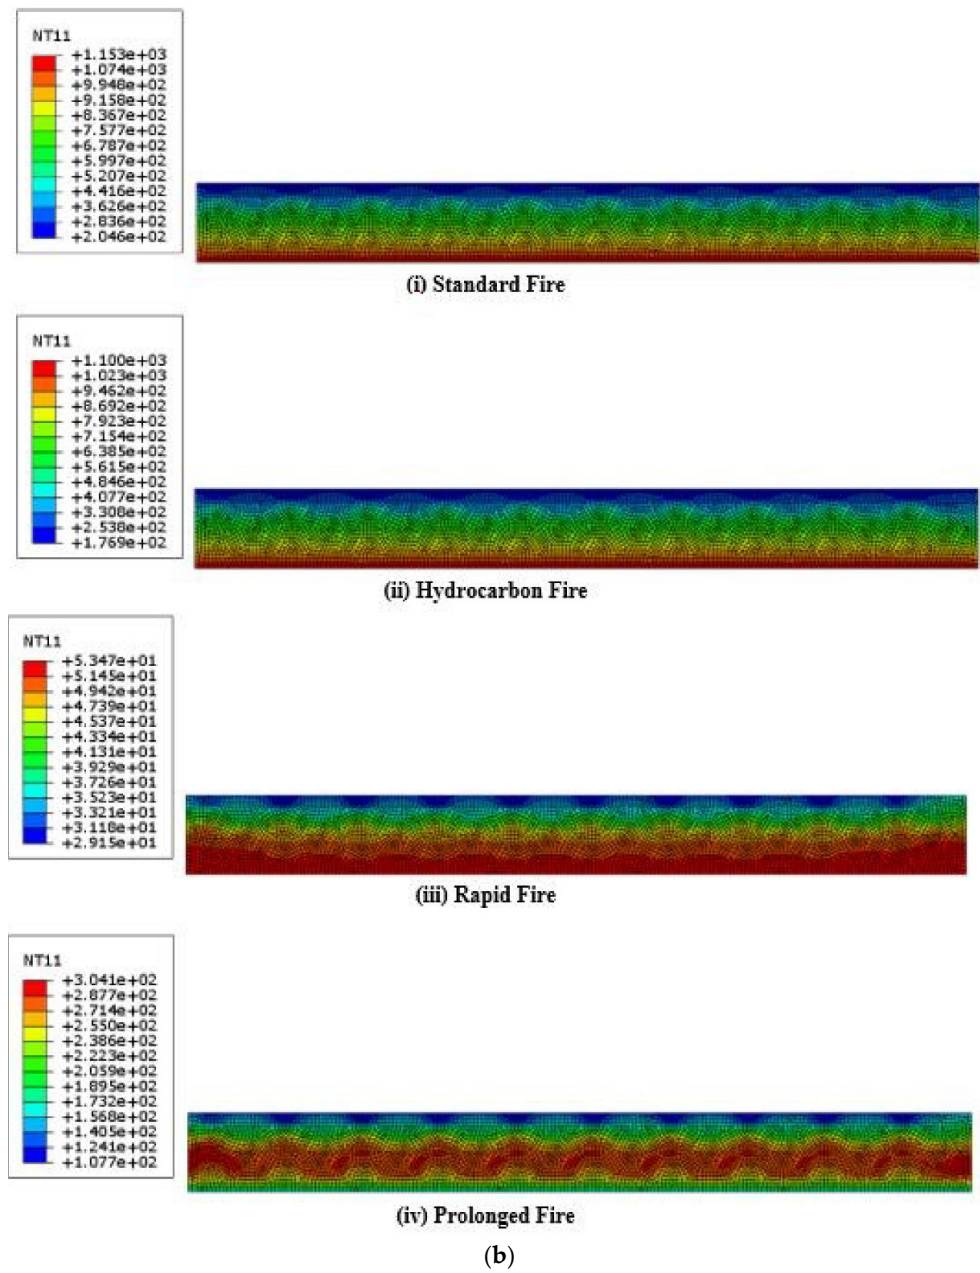 NT11
+1.153e+03
+1.074e+03
+9.948e+02
+9.158e+02
+8.367e+02
+7.577e+02
+6.787e+02
+5.997e+02
+5.207e+02
+4.416e+02
+3.626e+02
+2.836e+02
+2.046e+02
(i) Standard Fire
NT11
+1.100e+03
+1.023e+03
+9.462e+02
+8.692e+02
+7.923e+02
+7.154e+02
+6.385e+02
+5.615e+02
+4.846e+02
+4.077e+02
+3.308e+02
+2.538e+02
+1.769e+02
(ii) Hydrocarbon Fire
NT11
+5.347e+01
+5.145e+01
+4.942e+01
+4.739e+01
+4.537e+01
+4.334e+01
+4.131e+01
+3.929e+01
+3.726e+01
+3.523e+01
+3.321e+01
+3.118e+01
+2.915e+01
(iii) Rapid Fire
NT11
+3.041e+02
+2.877e+02
+2.714e+02
+2.550e+02
+2.386e+02
+2.223e+02
+2.059e+02
+1.895e+02
+1.732e+02
+1.568e+02
+1.405e+02
+1.241e+02
+1.077e+02
(iv) Prolonged Fire
(b)